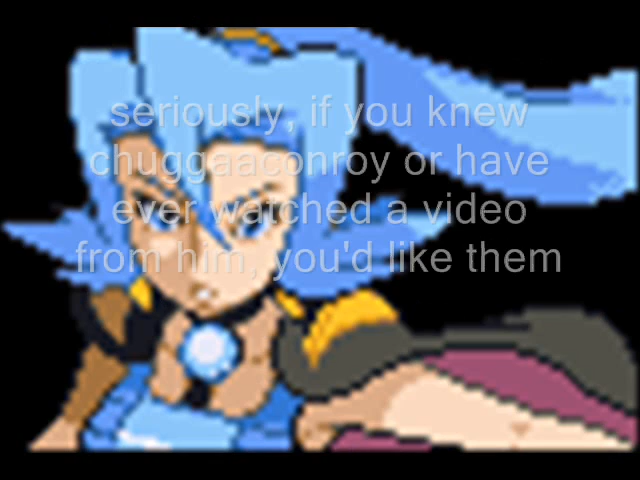 seriously, if you knew
chuggaaconroy or have
ever watched a video
from him, you'd like them